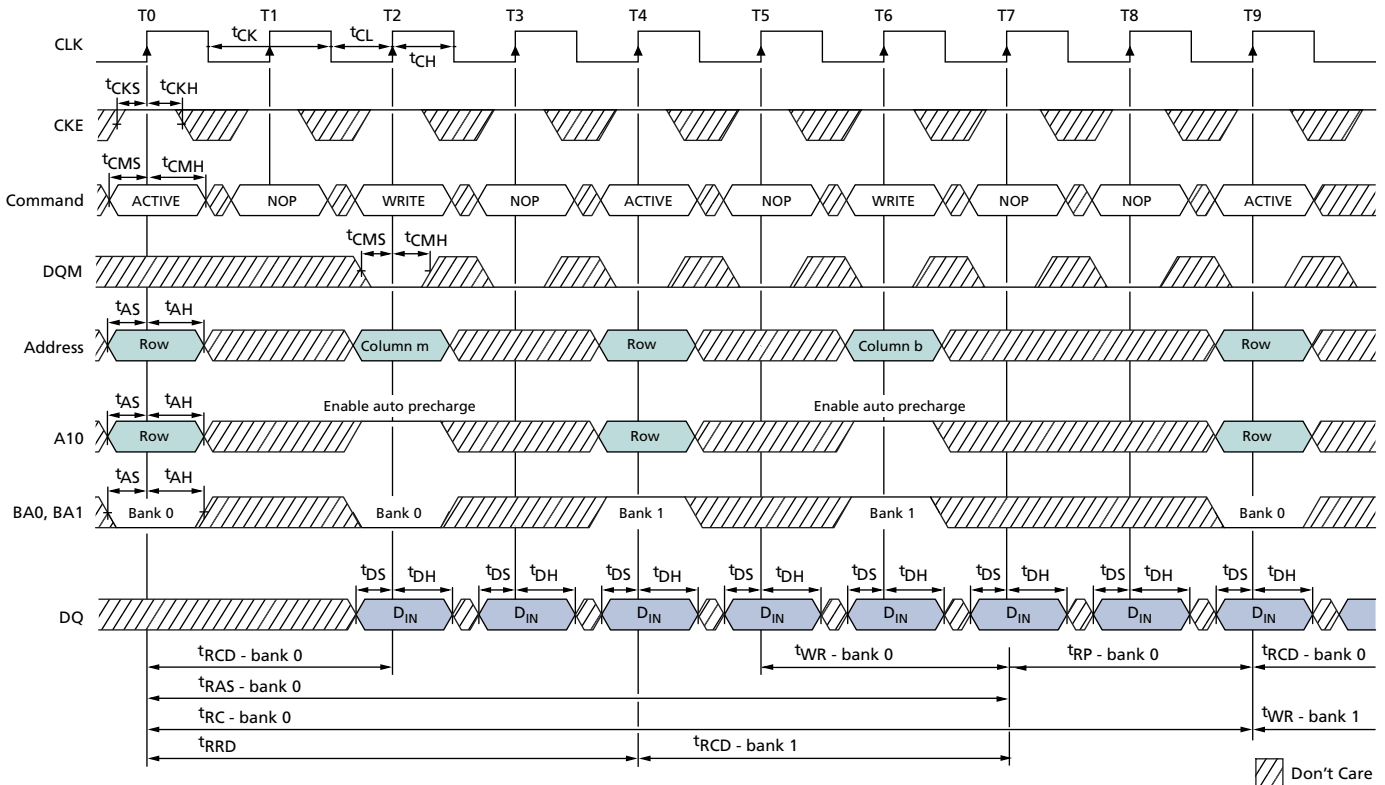 T0 T1 T2 T3 T4 T5 T6 T7 T8 T9
CLK tCK tCL tCH
tCKS tCKH
CKE
tCMS tCMH
Command ACTIVE NOP WRITE NOP ACTIVE NOP WRITE NOP NOP ACTIVE
tCMS tCMH
DQM
tAS tAH
Address Row Column m Row Column b Row
tAS tAH Enable auto precharge Enable auto precharge
A10 Row Row Row
tAS tAH
BA0, BA1 Bank 0 Bank 0 Bank 1 Bank 1 Bank 0
tDS tDH tDS tDH tDS tDH tDS tDH tDS tDH tDS tDH tDS tDH tDS tDH
DQ DIN DIN DIN DIN DIN DIN DIN DIN
tRCD - bank 0 tWR - bank 0 tRP - bank 0 tRCD - bank 0
tRAS - bank 0
tRC - bank 0 tWR - bank 1
tRRD tRCD - bank 1
Don't Care